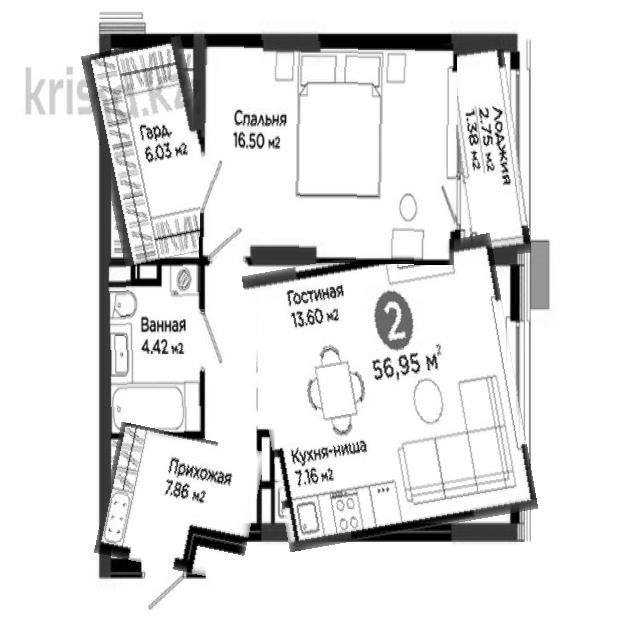 krisha.kz
Гард.
6.03 м2
Спальня
16.50 м2
Лоджия
2.75 м2
1.38 м2
Ванная
4.42 м2
Гостиная
13.60 м2
2
56,95 м2
Кухня-ниша
7.16 м2
Прихожая
7.86 м2